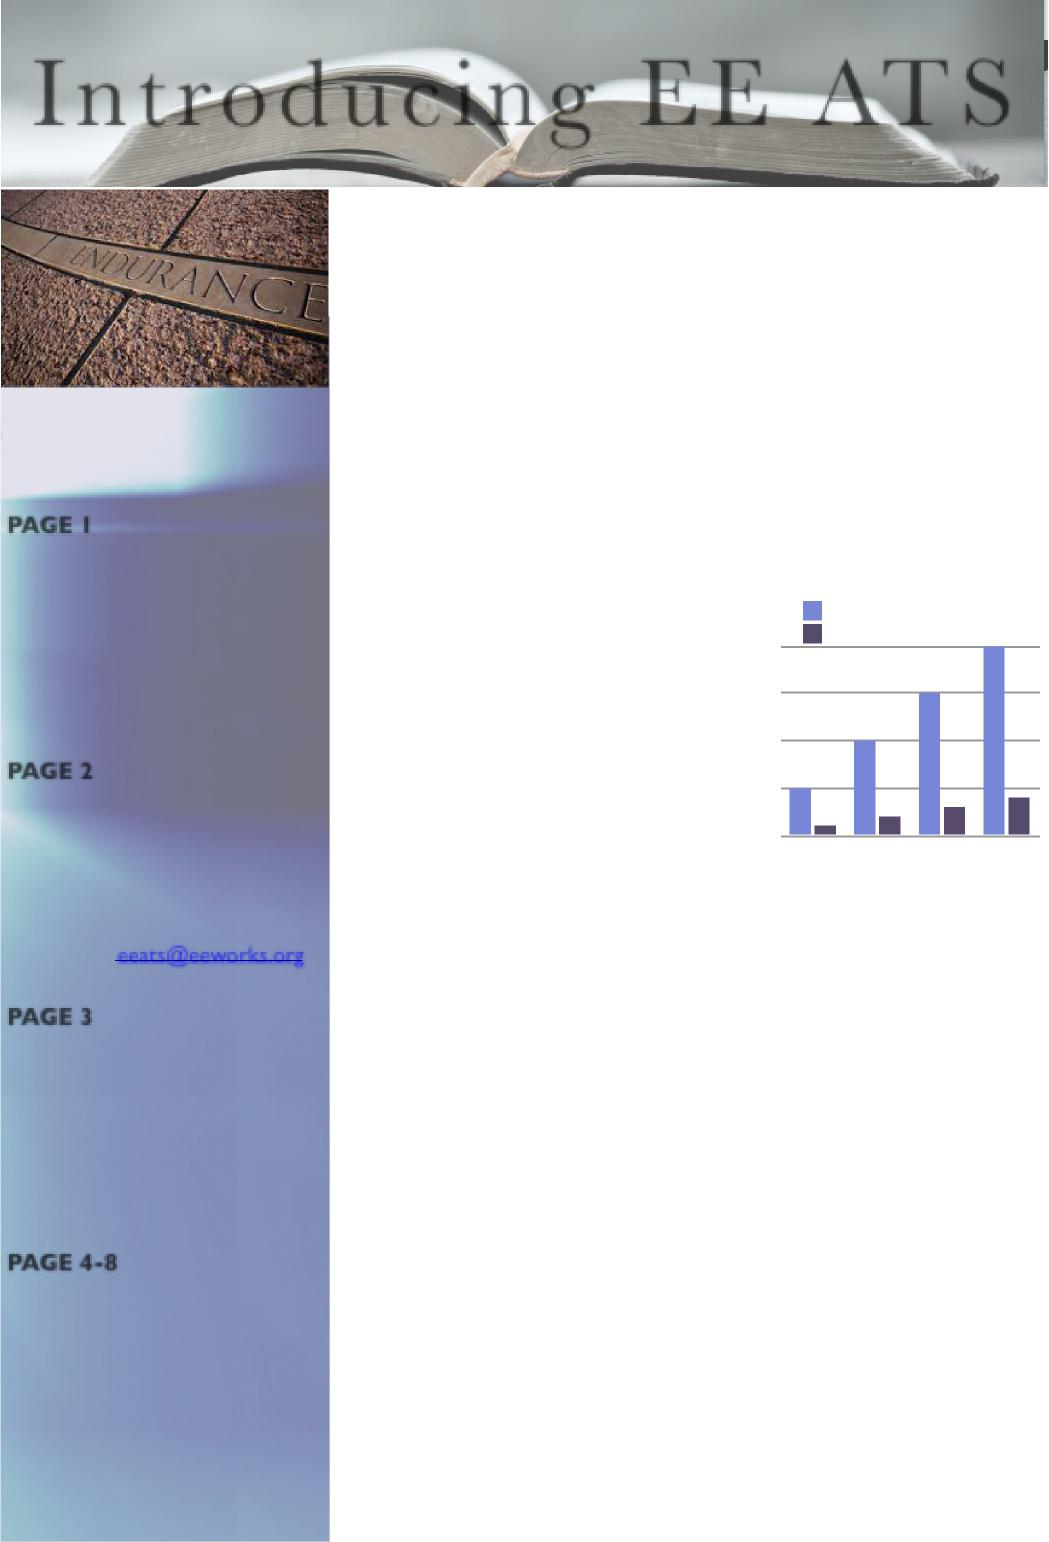 Introducing EE ATS
ENDURANCE
PAGE 1
PAGE 2
eeats@eeworks.org
PAGE 3
PAGE 4-8